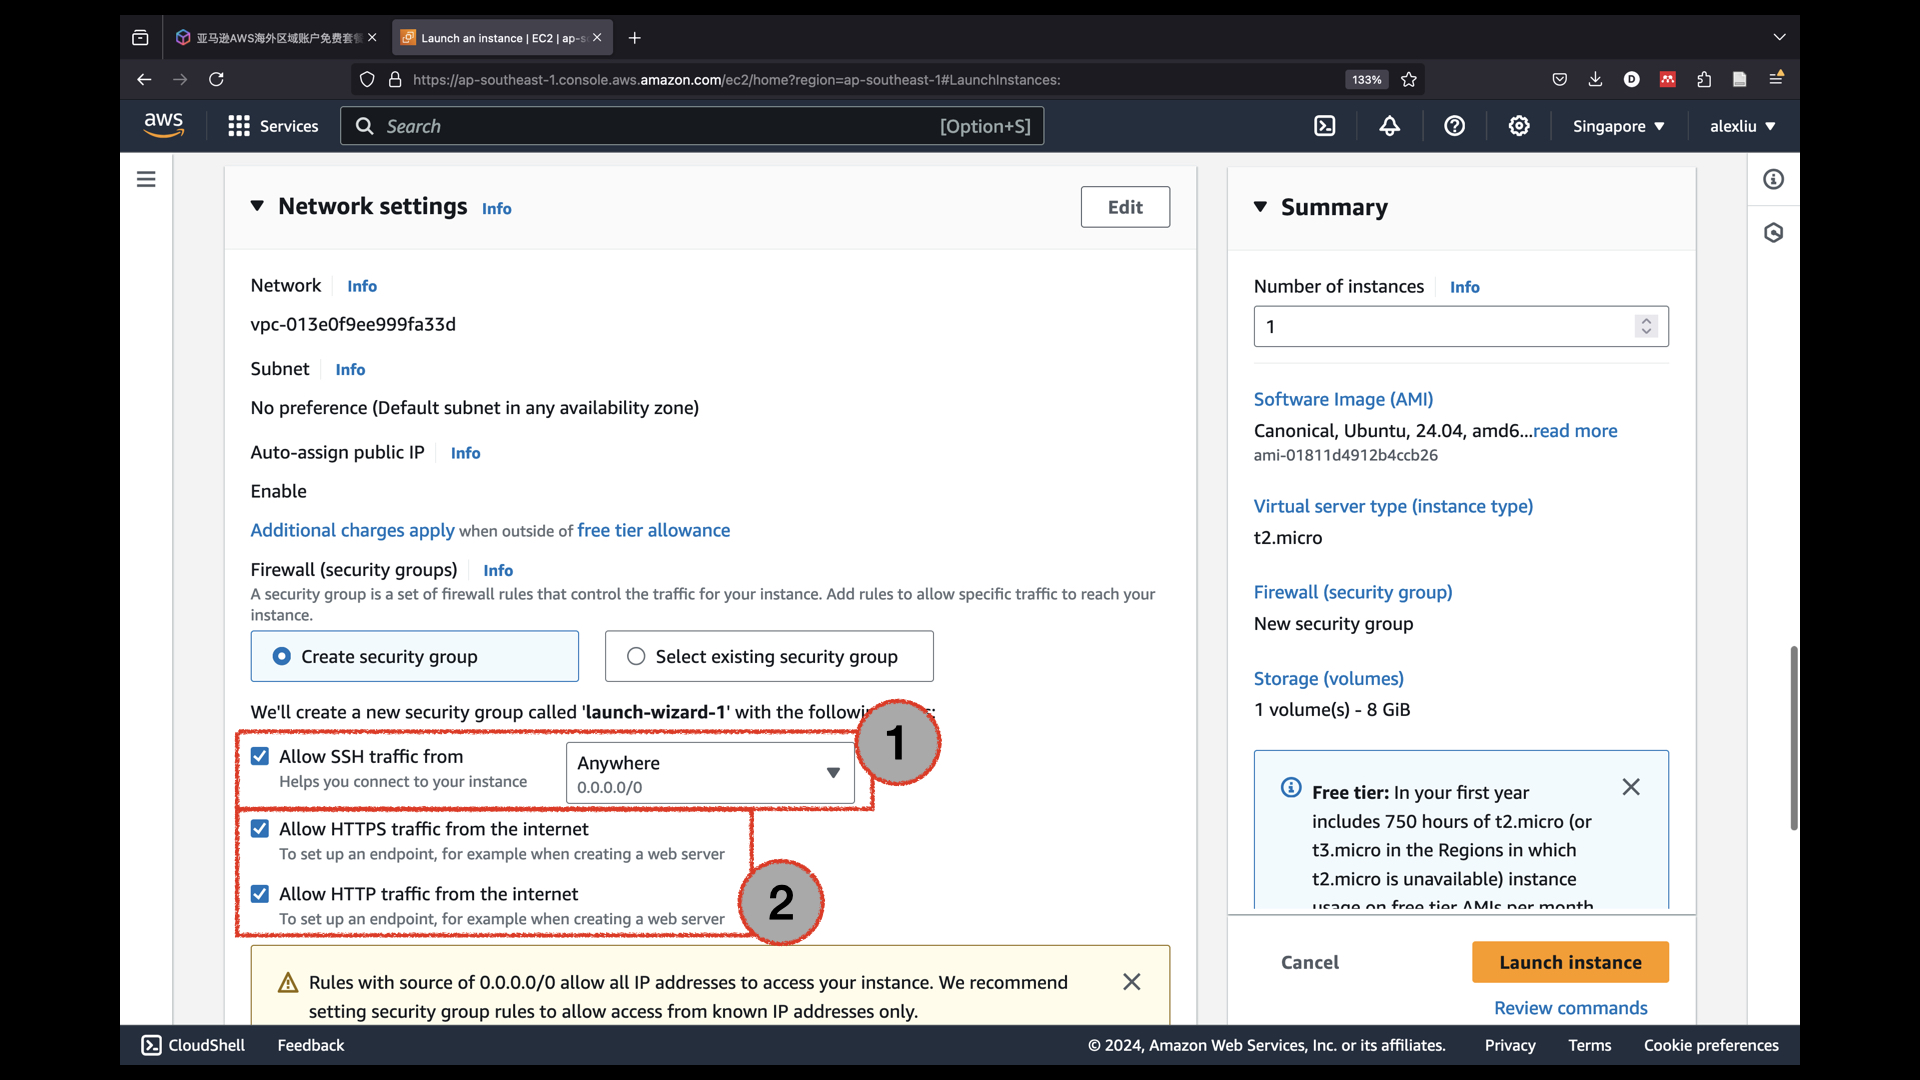 亚马逊AWS海外区域账户免费套餐
Launch an instance | EC2 | ap-s
https://ap-southeast-1.console.aws.amazon.com/ec2/home?region=ap-southeast-1#LaunchInstances:
133%
aws
Services
Search
[Option+S]
Singapore
alexliu
Network settings Info
Edit
Network Info
vpc-013e0f9ee999fa33d
Subnet Info
No preference (Default subnet in any availability zone)
Auto-assign public IP Info
Enable
Additional charges apply when outside of free tier allowance
Firewall (security groups) Info
A security group is a set of firewall rules that control the traffic for your instance. Add rules to allow specific traffic to reach your
instance.
Create security group
Select existing security group
We'll create a new security group called 'launch-wizard-1' with the followin
1
Allow SSH traffic from
Helps you connect to your instance
Anywhere
0.0.0.0/0
Allow HTTPS traffic from the internet
To set up an endpoint, for example when creating a web server
Allow HTTP traffic from the internet
To set up an endpoint, for example when creating a web server
2
Rules with source of 0.0.0.0/0 allow all IP addresses to access your instance. We recommend
setting security group rules to allow access from known IP addresses only.
Summary
Number of instances Info
1
Software Image (AMI)
Canonical, Ubuntu, 24.04, amd6...read more
ami-01811d4912b4ccb26
Virtual server type (instance type)
t2.micro
Firewall (security group)
New security group
Storage (volumes)
1 volume(s) - 8 GiB
Free tier: In your first year
includes 750 hours of t2.micro (or
t3.micro in the Regions in which
t2.micro is unavailable) instance
usage on free tier AMIs per month
Cancel
Launch instance
Review commands
CloudShell
Feedback
© 2024, Amazon Web Services, Inc. or its affiliates.
Privacy
Terms
Cookie preferences